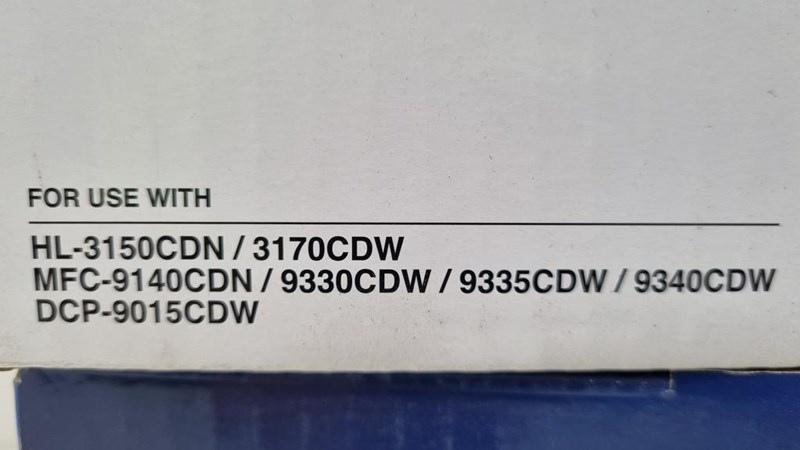 FOR USE WITH
HL-3150CDN / 3170CDW
MFC-9140CDN / 9330CDW / 9335CDW / 9340CDW
DCP-9015CDW